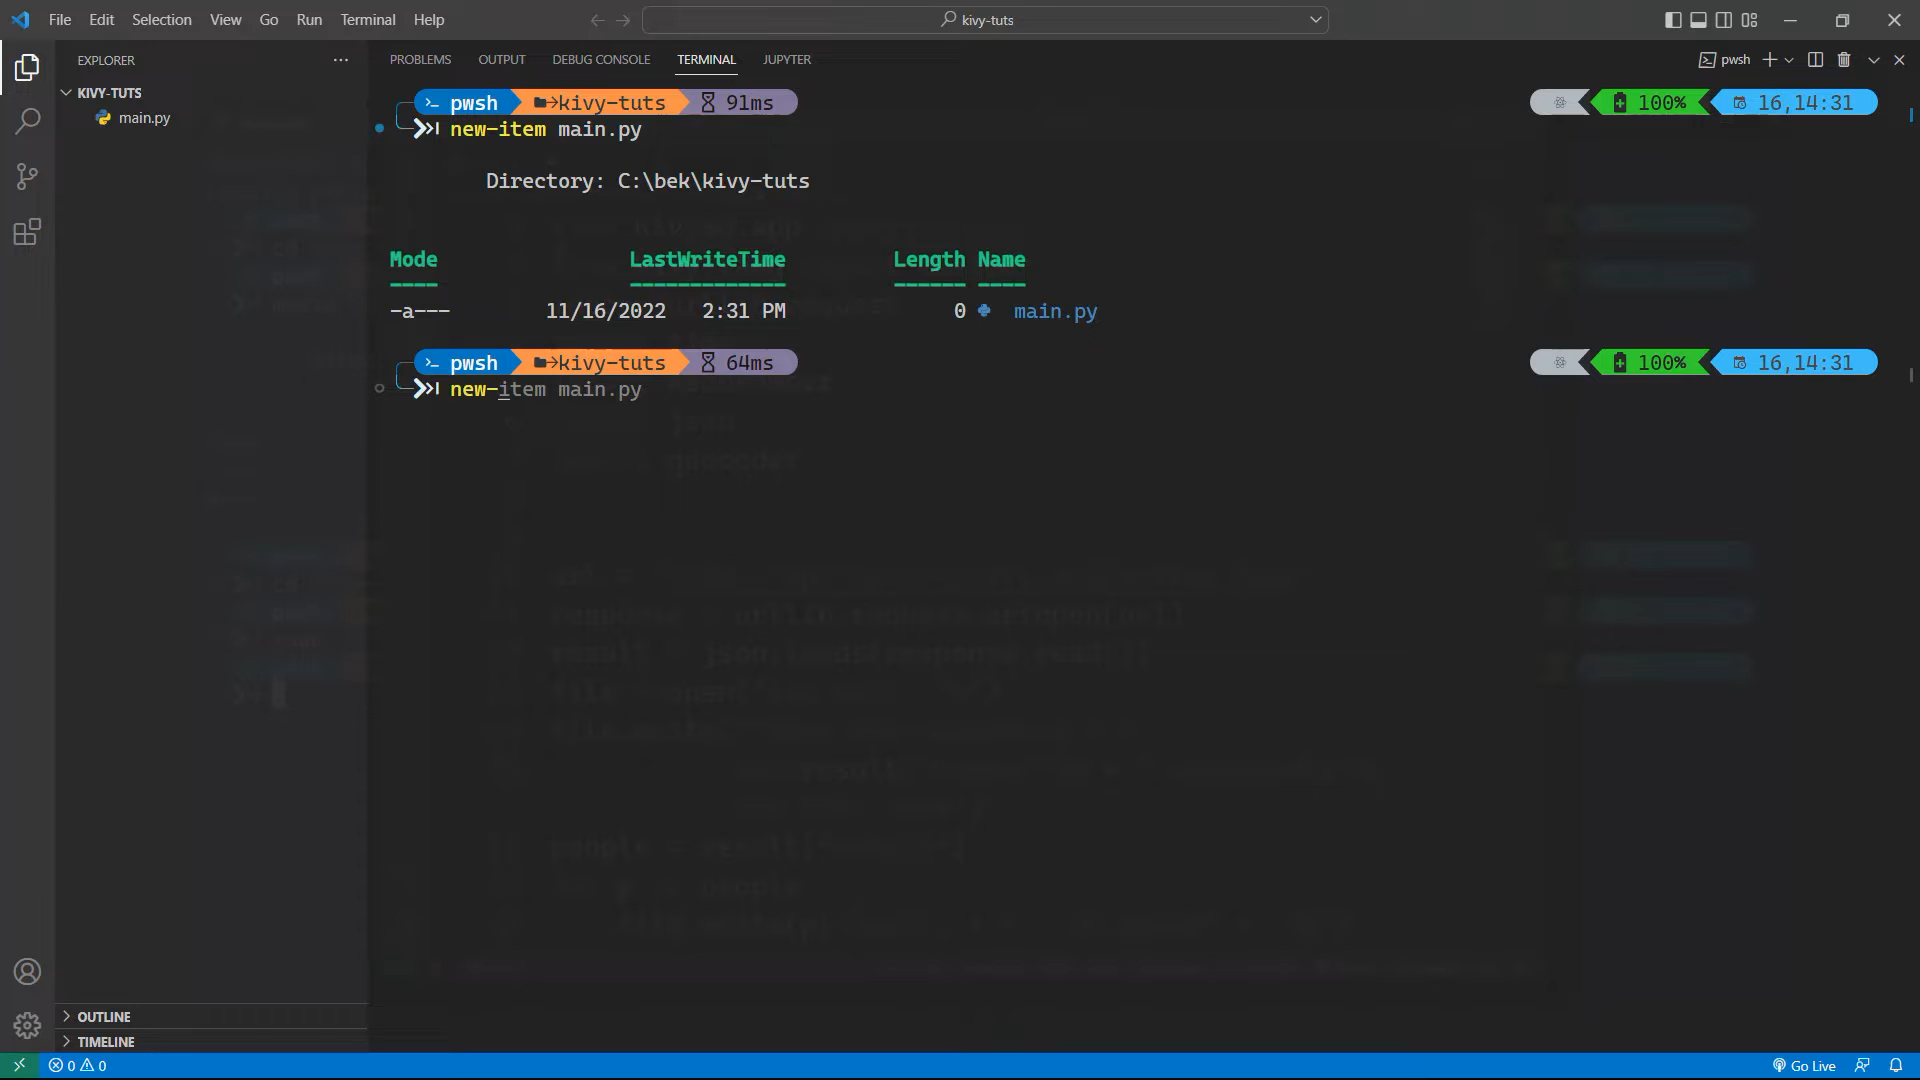 File Edit Selection View Go Run Terminal Help
kivy-tuts
EXPLORER
KIVY-TUTS
main.py
PROBLEMS OUTPUT DEBUG CONSOLE TERMINAL JUPYTER
pwsh
pwsh kivy-tuts 91ms 100% 16,14:31
new-item main.py
Directory: C:\bek\kivy-tuts
Mode LastWriteTime Length Name
---- ------------- ------ ----
-a--- 11/16/2022 2:31 PM 0 main.py
pwsh kivy-tuts 64ms 100% 16,14:31
new-item main.py
OUTLINE
TIMELINE
0 0
Go Live